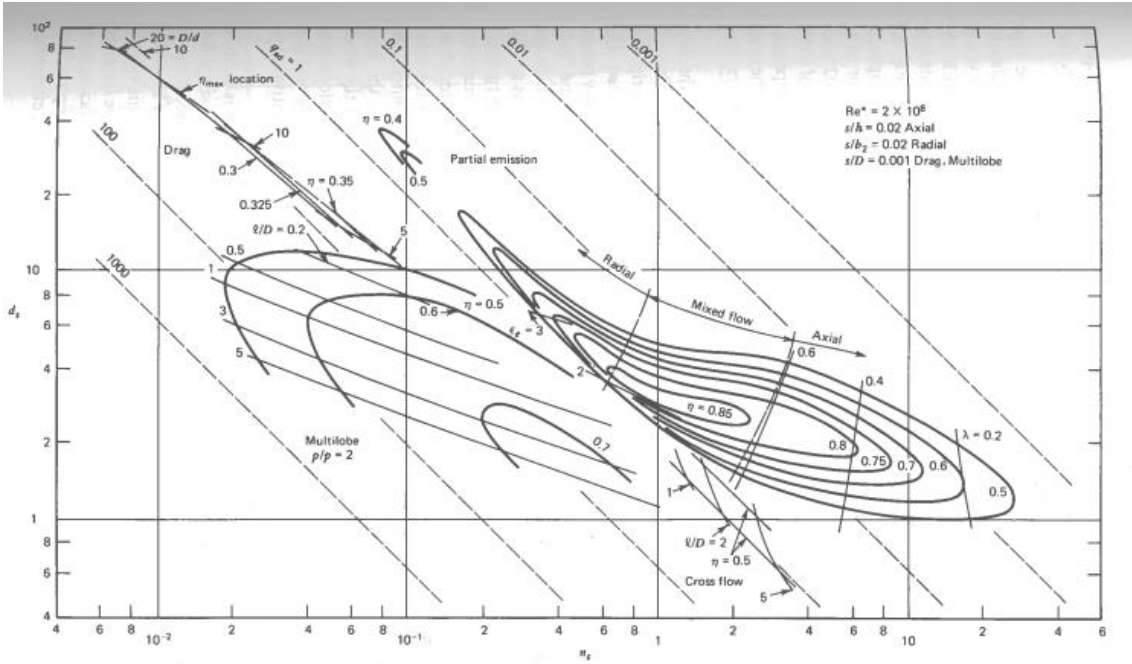 10²
8
6
4
2
10
8
6
4
2
1
8
6
4
d_s
20 = D/d
10
η_max location
q_ad = 1
0.1
0.01
0.001
100
1000
Drag
10
0.3
0.325
η = 0.35
5
η = 0.4
0.5
Partial emission
Re* = 2 × 10⁶
s/h = 0.02 Axial
s/b₂ = 0.02 Radial
s/D = 0.001 Drag, Multilobe
ℓ/D = 0.2
0.5
1
3
5
η = 0.5
0.6
0.7
Multilobe
p/p = 2
Radial
Mixed flow
Axial
= 3
2
0.6
0.4
λ = 0.2
η = 0.85
0.8
0.75
0.7
0.6
0.5
1
ℓ/D = 2
η = 0.5
Cross flow
5
4 6 8 10⁻² 2 4 6 8 10⁻¹ 2 4 6 8 1 2 4 6 8 10 2 4 6
n_s